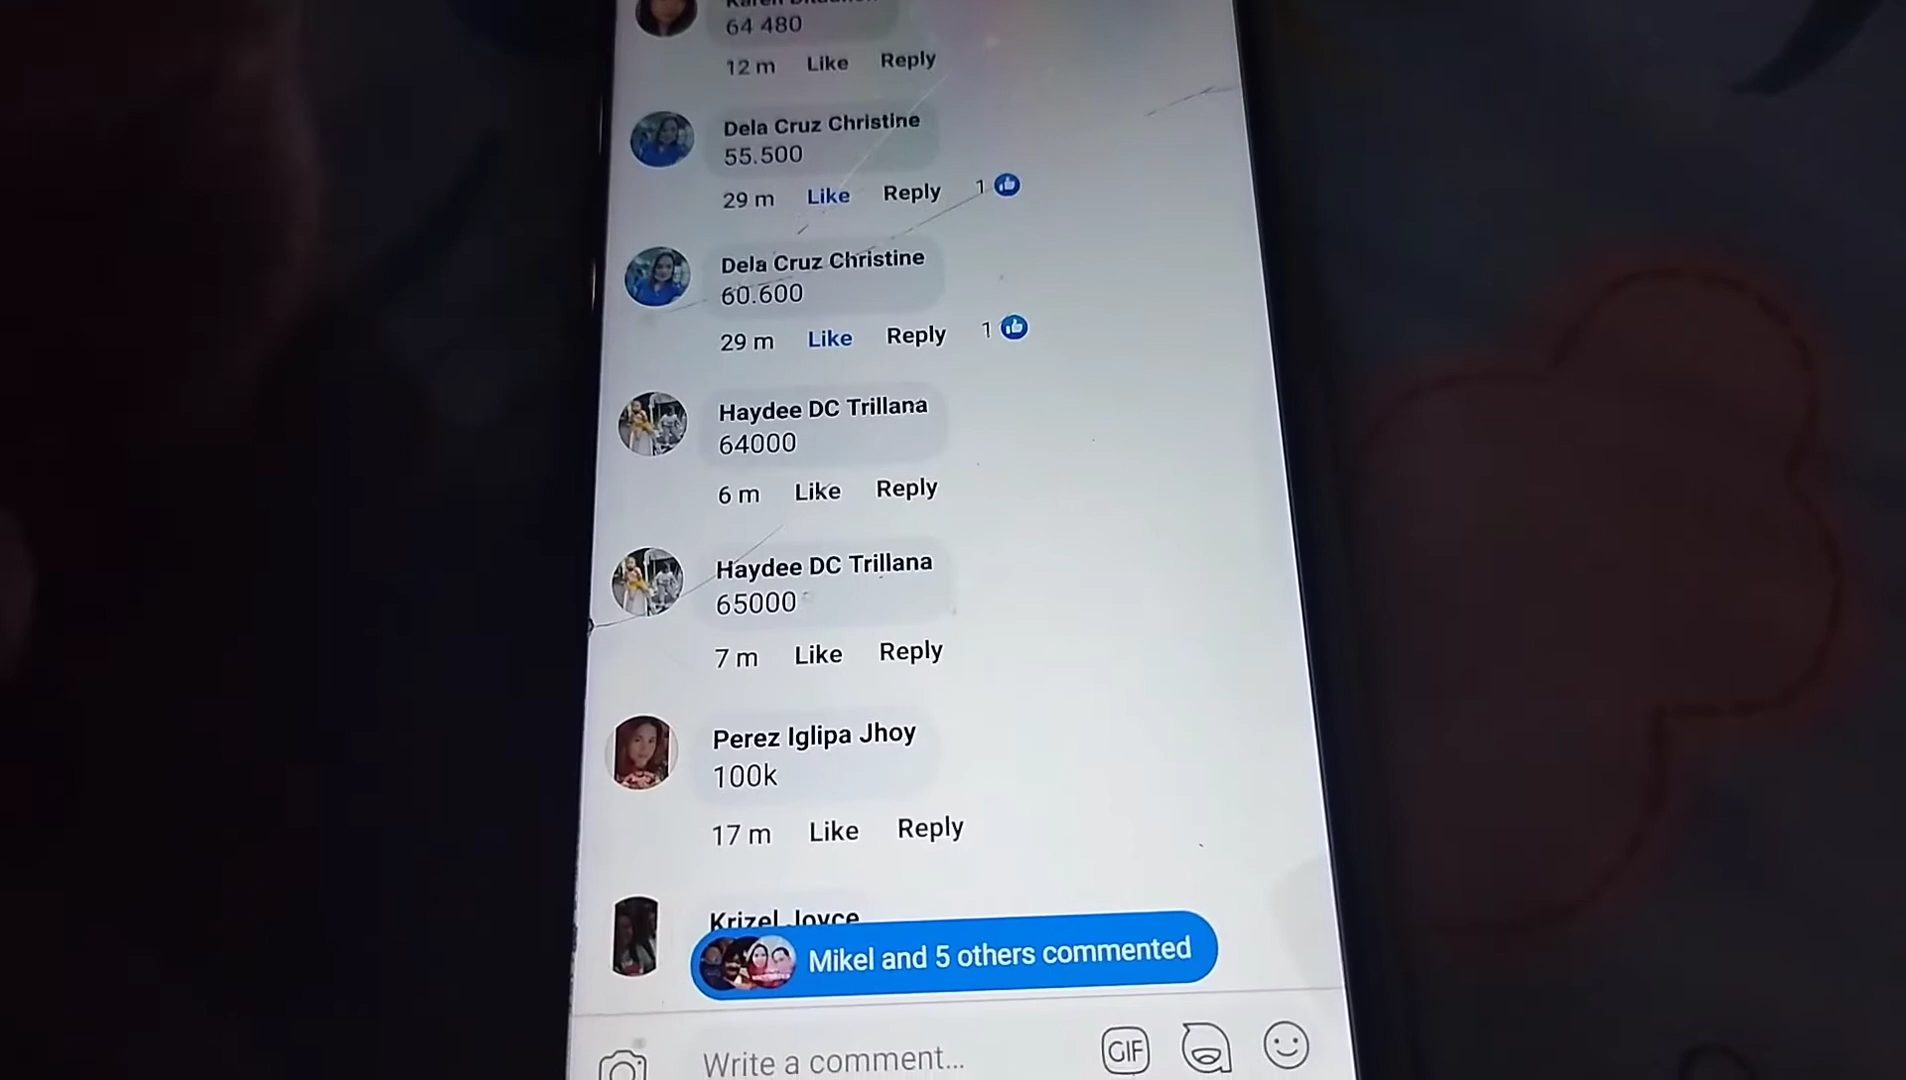 64 480
12 m Like Reply
Dela Cruz Christine
55.500
29 m Like Reply 1
Dela Cruz Christine
60.600
29 m Like Reply 1
Haydee DC Trillana
64000
6 m Like Reply
Haydee DC Trillana
65000
7 m Like Reply
Perez Iglipa Jhoy
100k
17 m Like Reply
Krizel Joyce
Mikel and 5 others commented
Write a comment...
GIF